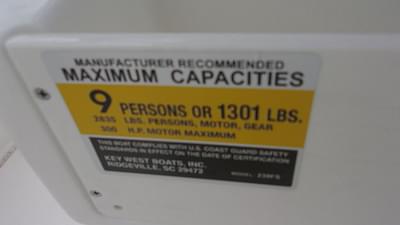 MANUFACTURER RECOMMENDED
MAXIMUM CAPACITIES
9 PERSONS OR 1301 LBS.
2835 LBS. PERSONS, MOTOR, GEAR
300 H.P. MOTOR MAXIMUM
THIS BOAT COMPLIES WITH U.S. COAST GUARD SAFETY
STANDARDS IN EFFECT ON THE DATE OF CERTIFICATION
KEY WEST BOATS, INC.
RIDGEVILLE, SC 29472
MODEL: 239FS